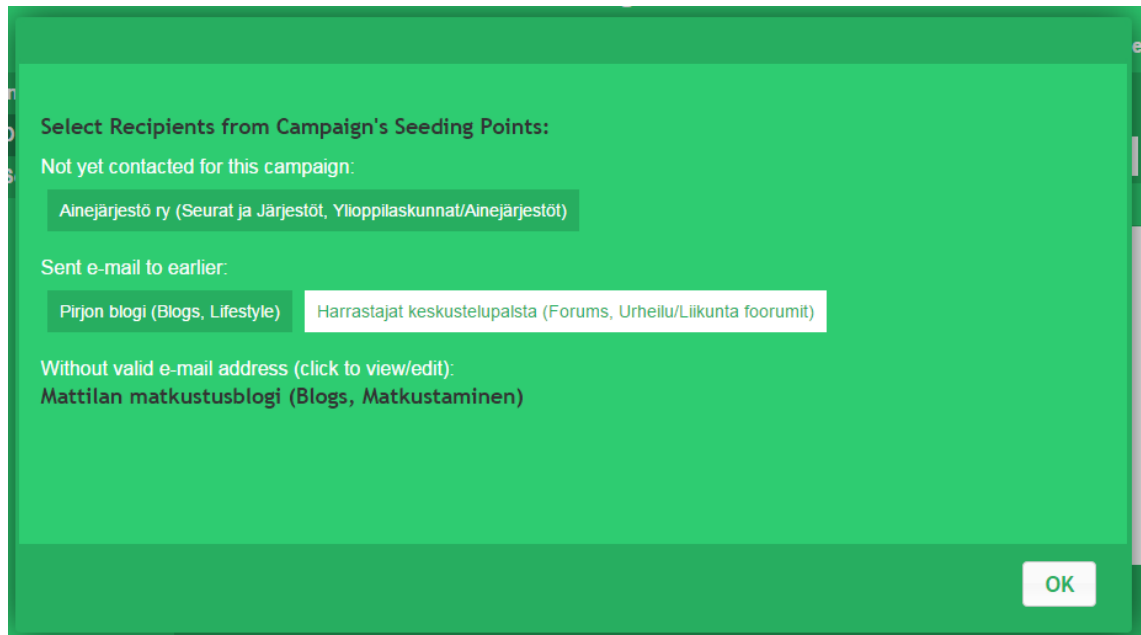 Select Recipients from Campaign's Seeding Points:
Not yet contacted for this campaign:
Ainejärjestö ry (Seurat ja Järjestöt, Ylioppilaskunnat/Ainejärjestöt)
Sent e-mail to earlier:
Pirjon blogi (Blogs, Lifestyle) Harrastajat keskustelupalsta (Forums, Urheilu/Liikunta foorumit)
Without valid e-mail address (click to view/edit):
Mattilan matkustusblogi (Blogs, Matkustaminen)
OK